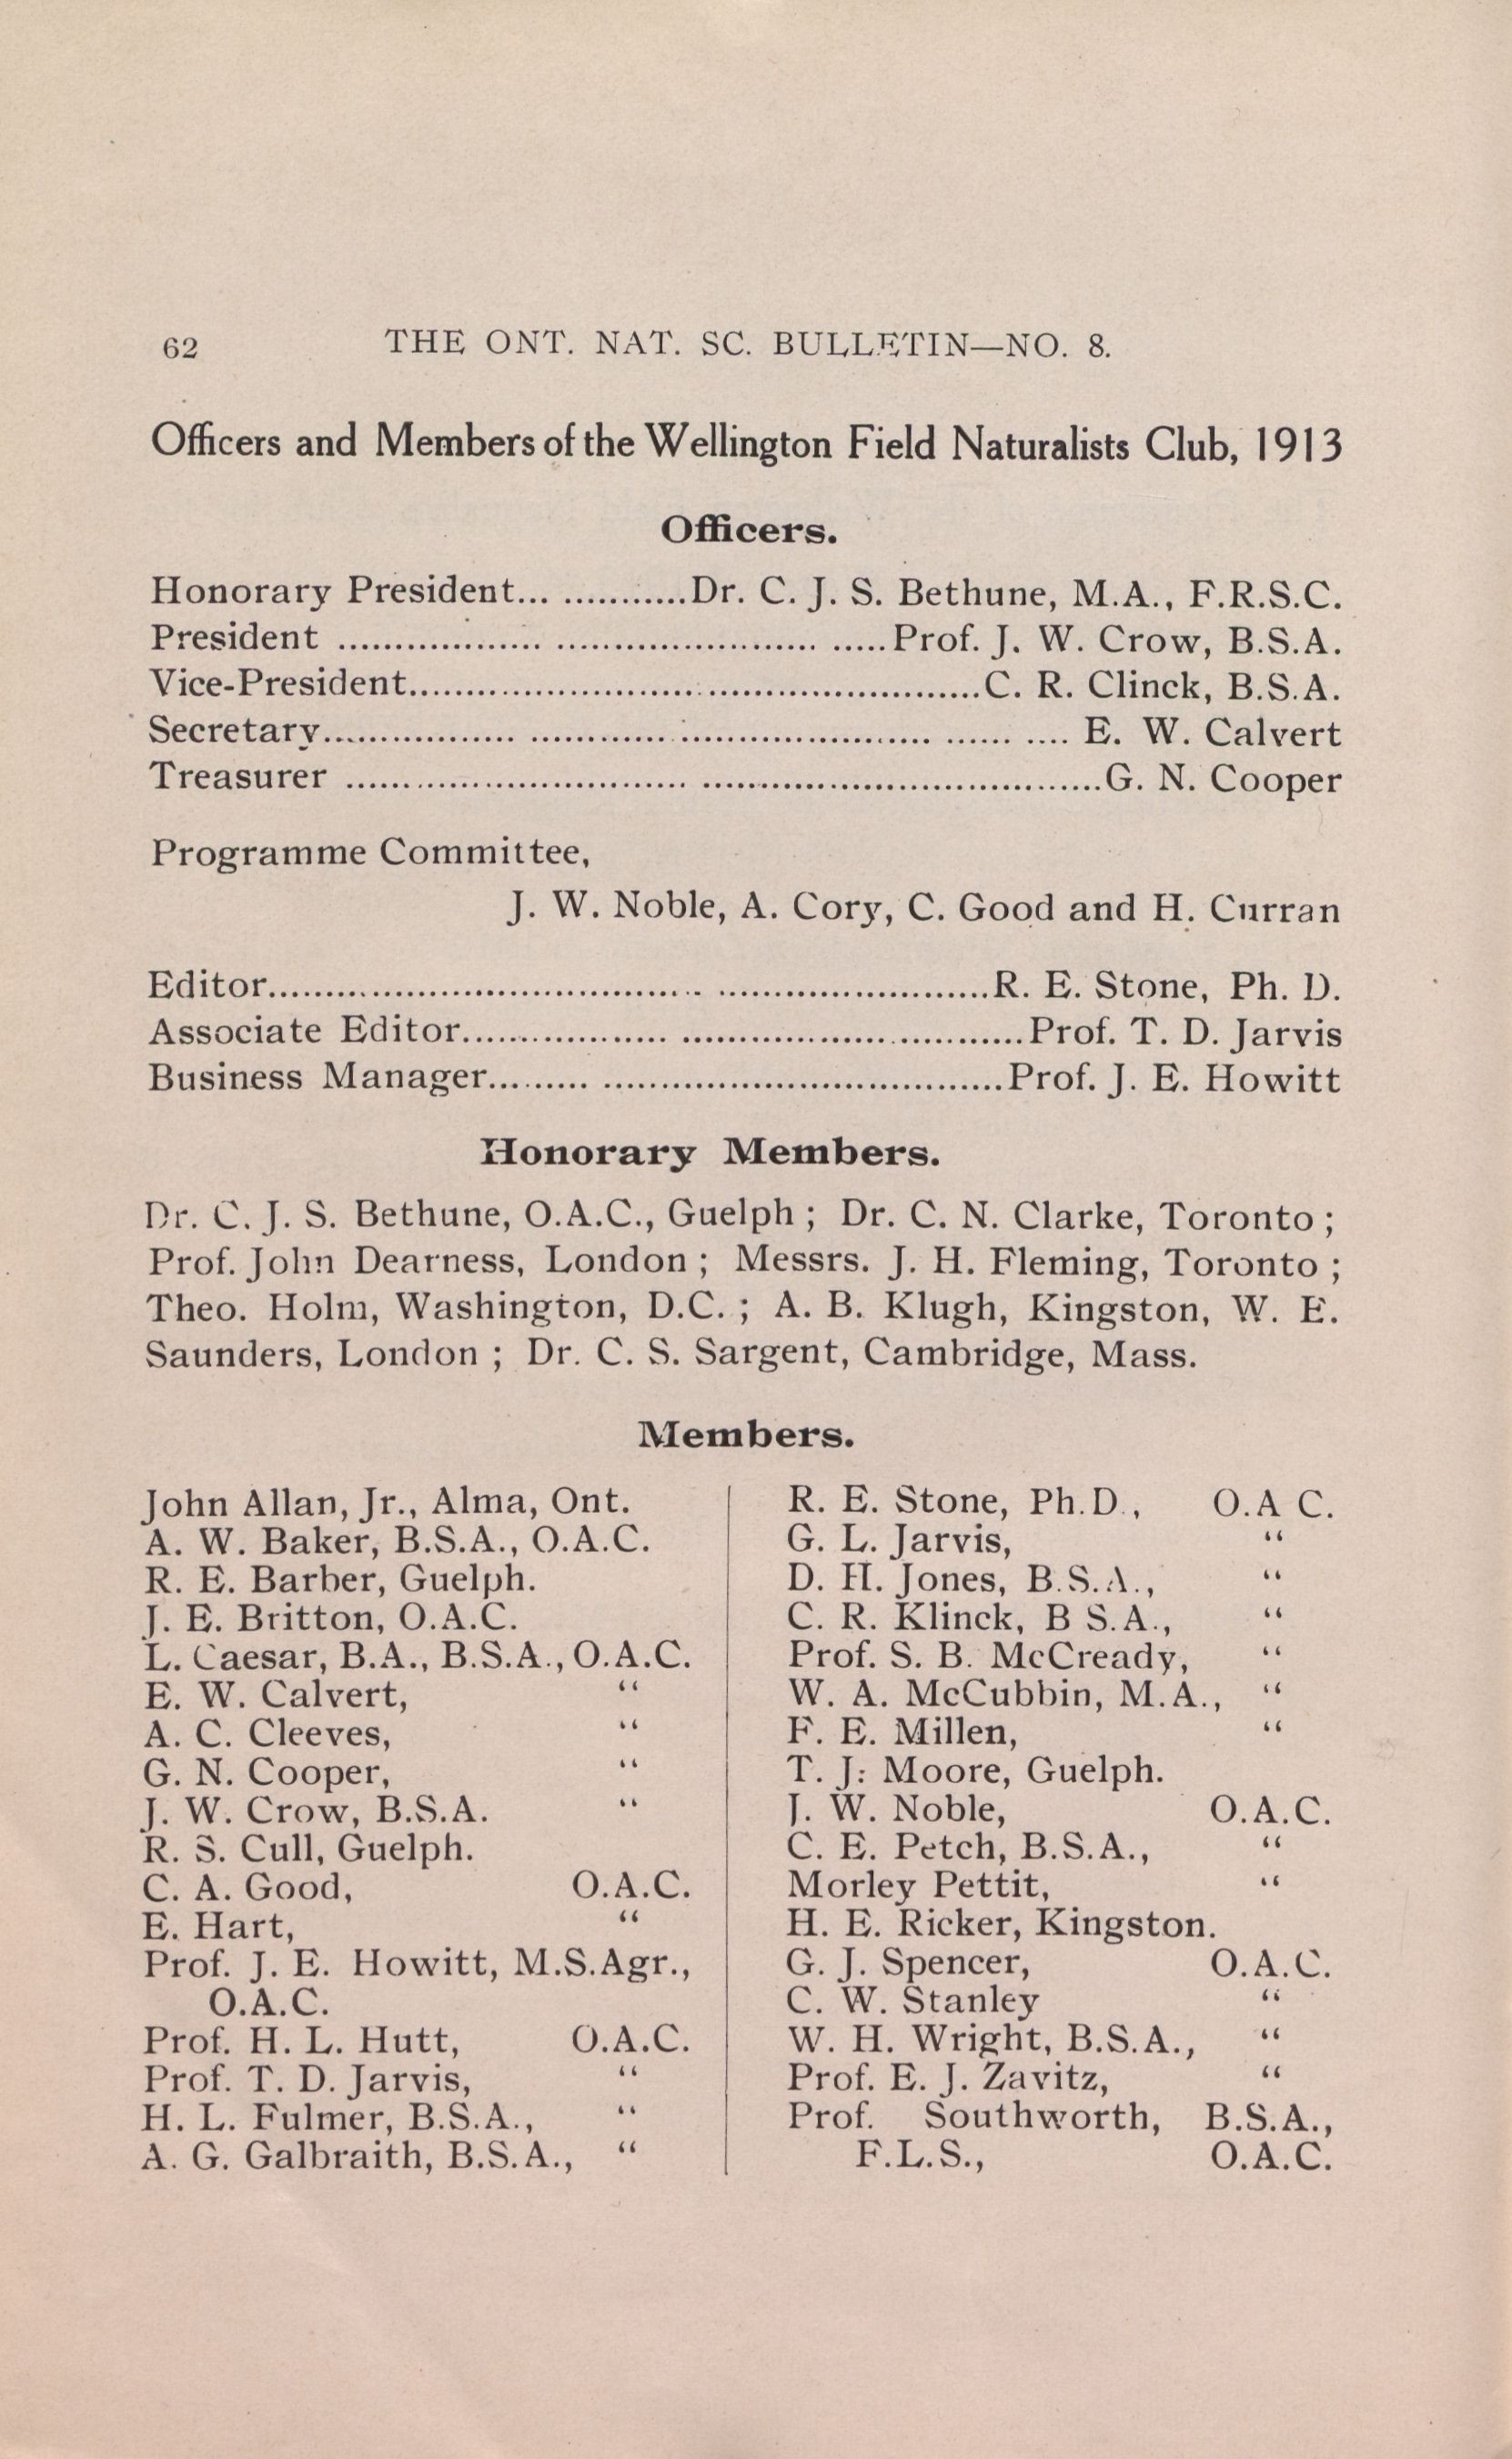 62 THE ONT. NAT. SC. BULLETIN—NO. 8.
Officers and Members of the Wellington Field Naturalists Club, 1913
Officers.
Honorary President... ...........Dr. C. J. S. Bethune, M.A., F.R.S.C.
President .................. ....................... .....Prof. J. W. Crow, B.S.A.
Vice-President..................................................C. R. Clinck, B.S.A.
Secretary................. ................................... ...... .... E. W. Calvert
Treasurer .............................. ...................................G. N. Cooper
Programme Committee,
J. W. Noble, A. Cory, C. Good and H. Curran
Editor...................................... ........................R. E. Stone, Ph. D.
Associate Editor.................. ..............................Prof. T. D. Jarvis
Business Manager......... ...................................Prof. J. E. Howitt
Honorary Members.
Dr. C. J. S. Bethune, O.A.C., Guelph ; Dr. C. N. Clarke, Toronto ;
Prof. John Dearness, London ; Messrs. J. H. Fleming, Toronto ;
Theo. Holm, Washington, D.C. ; A. B. Klugh, Kingston, W. E.
Saunders, London ; Dr. C. S. Sargent, Cambridge, Mass.
Members.
John Allan, Jr., Alma, Ont.
A. W. Baker, B.S.A., O.A.C.
R. E. Barber, Guelph.
J. E. Britton, O.A.C.
L. Caesar, B.A., B.S.A., O.A.C.
E. W. Calvert, “
A. C. Cleeves, “
G. N. Cooper, “
J. W. Crow, B.S.A. “
R. S. Cull, Guelph.
C. A. Good, O.A.C.
E. Hart, “
Prof. J. E. Howitt, M.S.Agr.,
O.A.C.
Prof. H. L. Hutt, O.A.C.
Prof. T. D. Jarvis, “
H. L. Fulmer, B.S.A., “
A. G. Galbraith, B.S.A., “
R. E. Stone, Ph.D., O.A C.
G. L. Jarvis, “
D. H. Jones, B.S.A., “
C. R. Klinck, B S.A., “
Prof. S. B. McCready, “
W. A. McCubbin, M.A., “
F. E. Millen, “
T. J. Moore, Guelph.
J. W. Noble, O.A.C.
C. E. Petch, B.S.A., “
Morley Pettit, “
H. E. Ricker, Kingston.
G. J. Spencer, O.A.C.
C. W. Stanley “
W. H. Wright, B.S.A., “
Prof. E. J. Zavitz, “
Prof. Southworth, B.S.A.,
F.L.S., O.A.C.